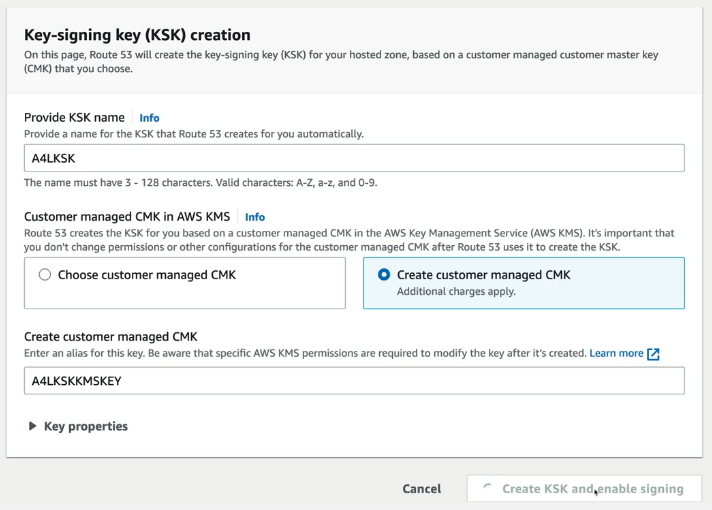 Key-signing key (KSK) creation
On this page, Route 53 will create the key-signing key (KSK) for your hosted zone, based on a customer managed customer master key
(CMK) that you choose.
Provide KSK name Info
Provide a name for the KSK that Route 53 creates for you automatically.
A4LKSK
The name must have 3 - 128 characters. Valid characters: A-Z, a-z, and 0-9.
Customer managed CMK in AWS KMS Info
Route 53 creates the KSK for you based on a customer managed CMK in the AWS Key Management Service (AWS KMS). It's important that
you don't change permissions or other configurations for the customer managed CMK after Route 53 uses it to create the KSK.
Choose customer managed CMK
Create customer managed CMK
Additional charges apply.
Create customer managed CMK
Enter an alias for this key. Be aware that specific AWS KMS permissions are required to modify the key after it's created. Learn more
A4LKSKKMSKEY
Key properties
Cancel Create KSK and enable signing